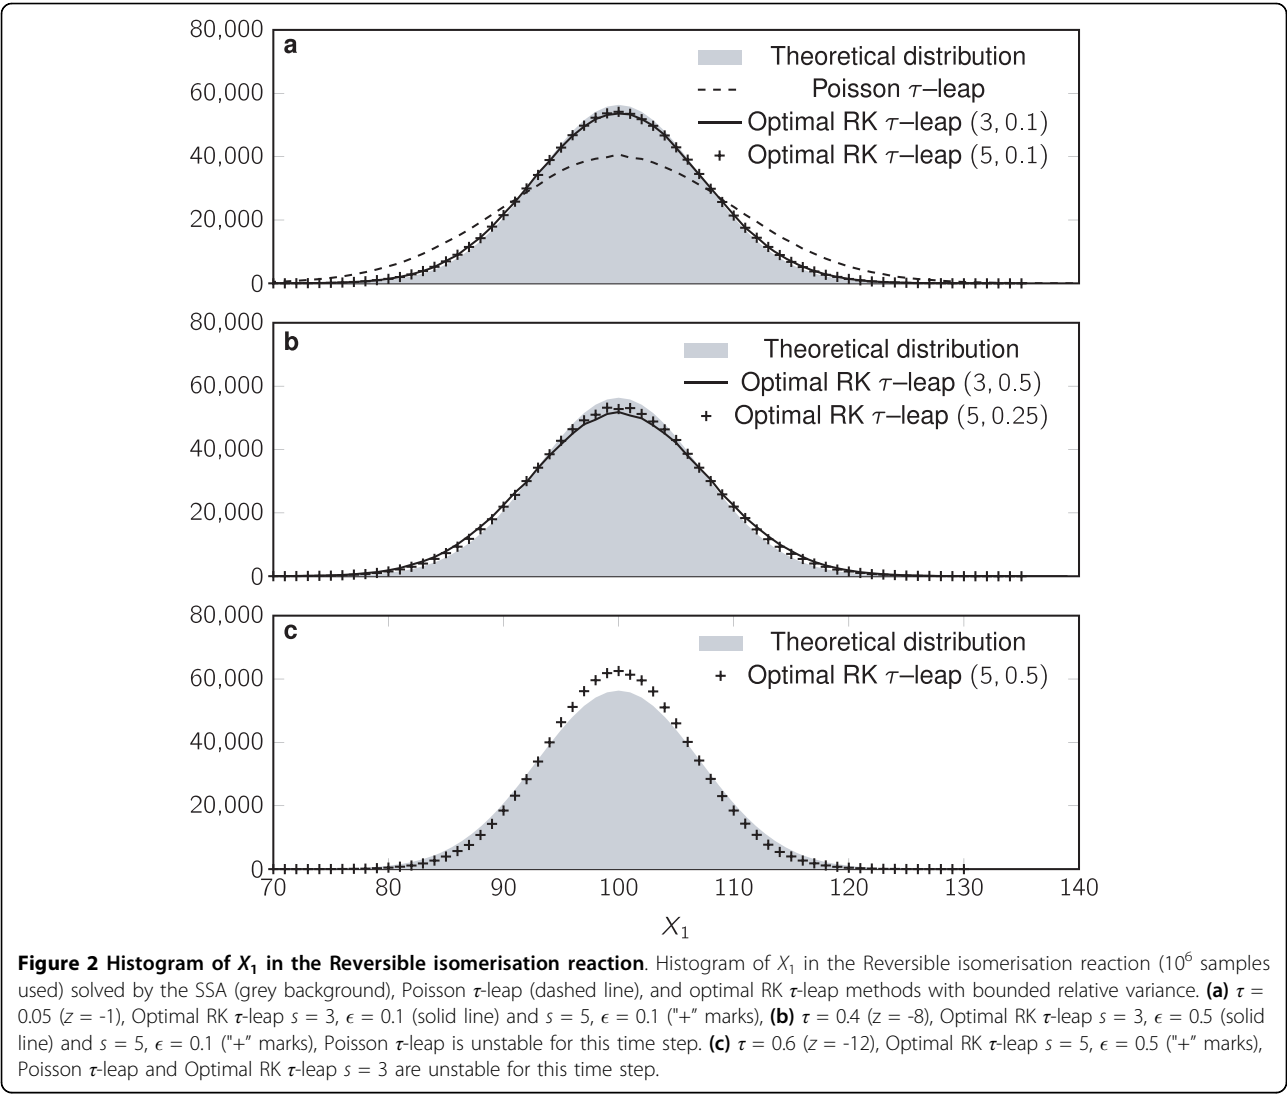 80,000
60,000
40,000
20,000
0
a
Theoretical distribution
Poisson τ–leap
Optimal RK τ–leap (3, 0.1)
Optimal RK τ–leap (5, 0.1)
80,000
60,000
40,000
20,000
0
b
Theoretical distribution
Optimal RK τ–leap (3, 0.5)
Optimal RK τ–leap (5, 0.25)
80,000
60,000
40,000
20,000
0
c
Theoretical distribution
Optimal RK τ–leap (5, 0.5)
70 80 90 100 110 120 130 140
X₁
Figure 2 Histogram of X₁ in the Reversible isomerisation reaction. Histogram of X₁ in the Reversible isomerisation reaction (10⁶ samples
used) solved by the SSA (grey background), Poisson τ-leap (dashed line), and optimal RK τ-leap methods with bounded relative variance. (a) τ =
0.05 (z = -1), Optimal RK τ-leap s = 3, ϵ = 0.1 (solid line) and s = 5, ϵ = 0.1 ("+" marks), (b) τ = 0.4 (z = -8), Optimal RK τ-leap s = 3, ϵ = 0.5 (solid
line) and s = 5, ϵ = 0.1 ("+" marks), Poisson τ-leap is unstable for this time step. (c) τ = 0.6 (z = -12), Optimal RK τ-leap s = 5, ϵ = 0.5 ("+" marks),
Poisson τ-leap and Optimal RK τ-leap s = 3 are unstable for this time step.